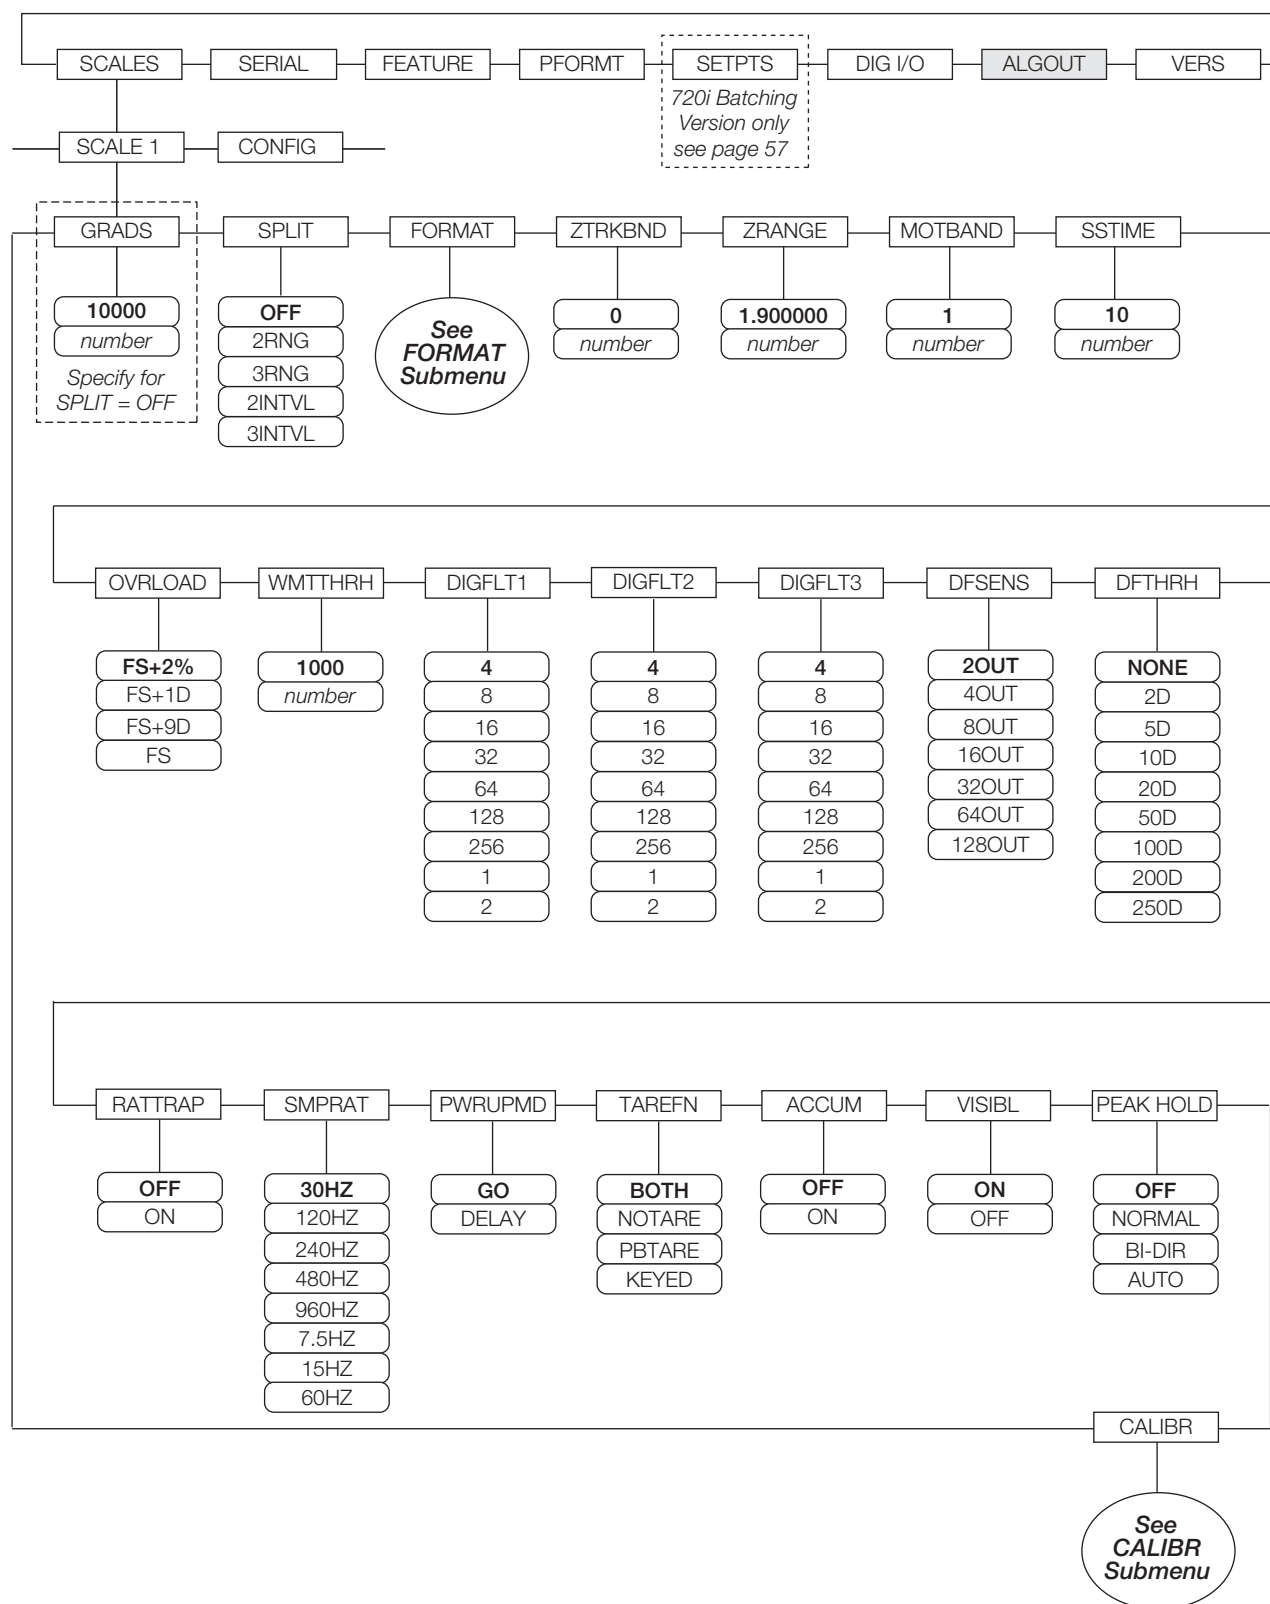 SCALES SERIAL FEATURE PFORMT SETPTS DIG I/O ALGOUT VERS
720i Batching
Version only
see page 57
SCALE 1 CONFIG
GRADS SPLIT FORMAT ZTRKBND ZRANGE MOTBAND SSTIME
10000
number
Specify for
SPLIT = OFF
OFF
2RNG
3RNG
2INTVL
3INTVL
See
FORMAT
Submenu
0
number
1.900000
number
1
number
10
number
OVRLOAD WMTTHRH DIGFLT1 DIGFLT2 DIGFLT3 DFSENS DFTHRH
FS+2%
FS+1D
FS+9D
FS
1000
number
4
8
16
32
64
128
256
1
2
4
8
16
32
64
128
256
1
2
4
8
16
32
64
128
256
1
2
2OUT
4OUT
8OUT
16OUT
32OUT
64OUT
128OUT
NONE
2D
5D
10D
20D
50D
100D
200D
250D
RATTRAP SMPRAT PWRUPMD TAREFN ACCUM VISIBL PEAK HOLD
OFF
ON
30HZ
120HZ
240HZ
480HZ
960HZ
7.5HZ
15HZ
60HZ
GO
DELAY
BOTH
NOTARE
PBTARE
KEYED
OFF
ON
ON
OFF
OFF
NORMAL
BI-DIR
AUTO
CALIBR
See
CALIBR
Submenu